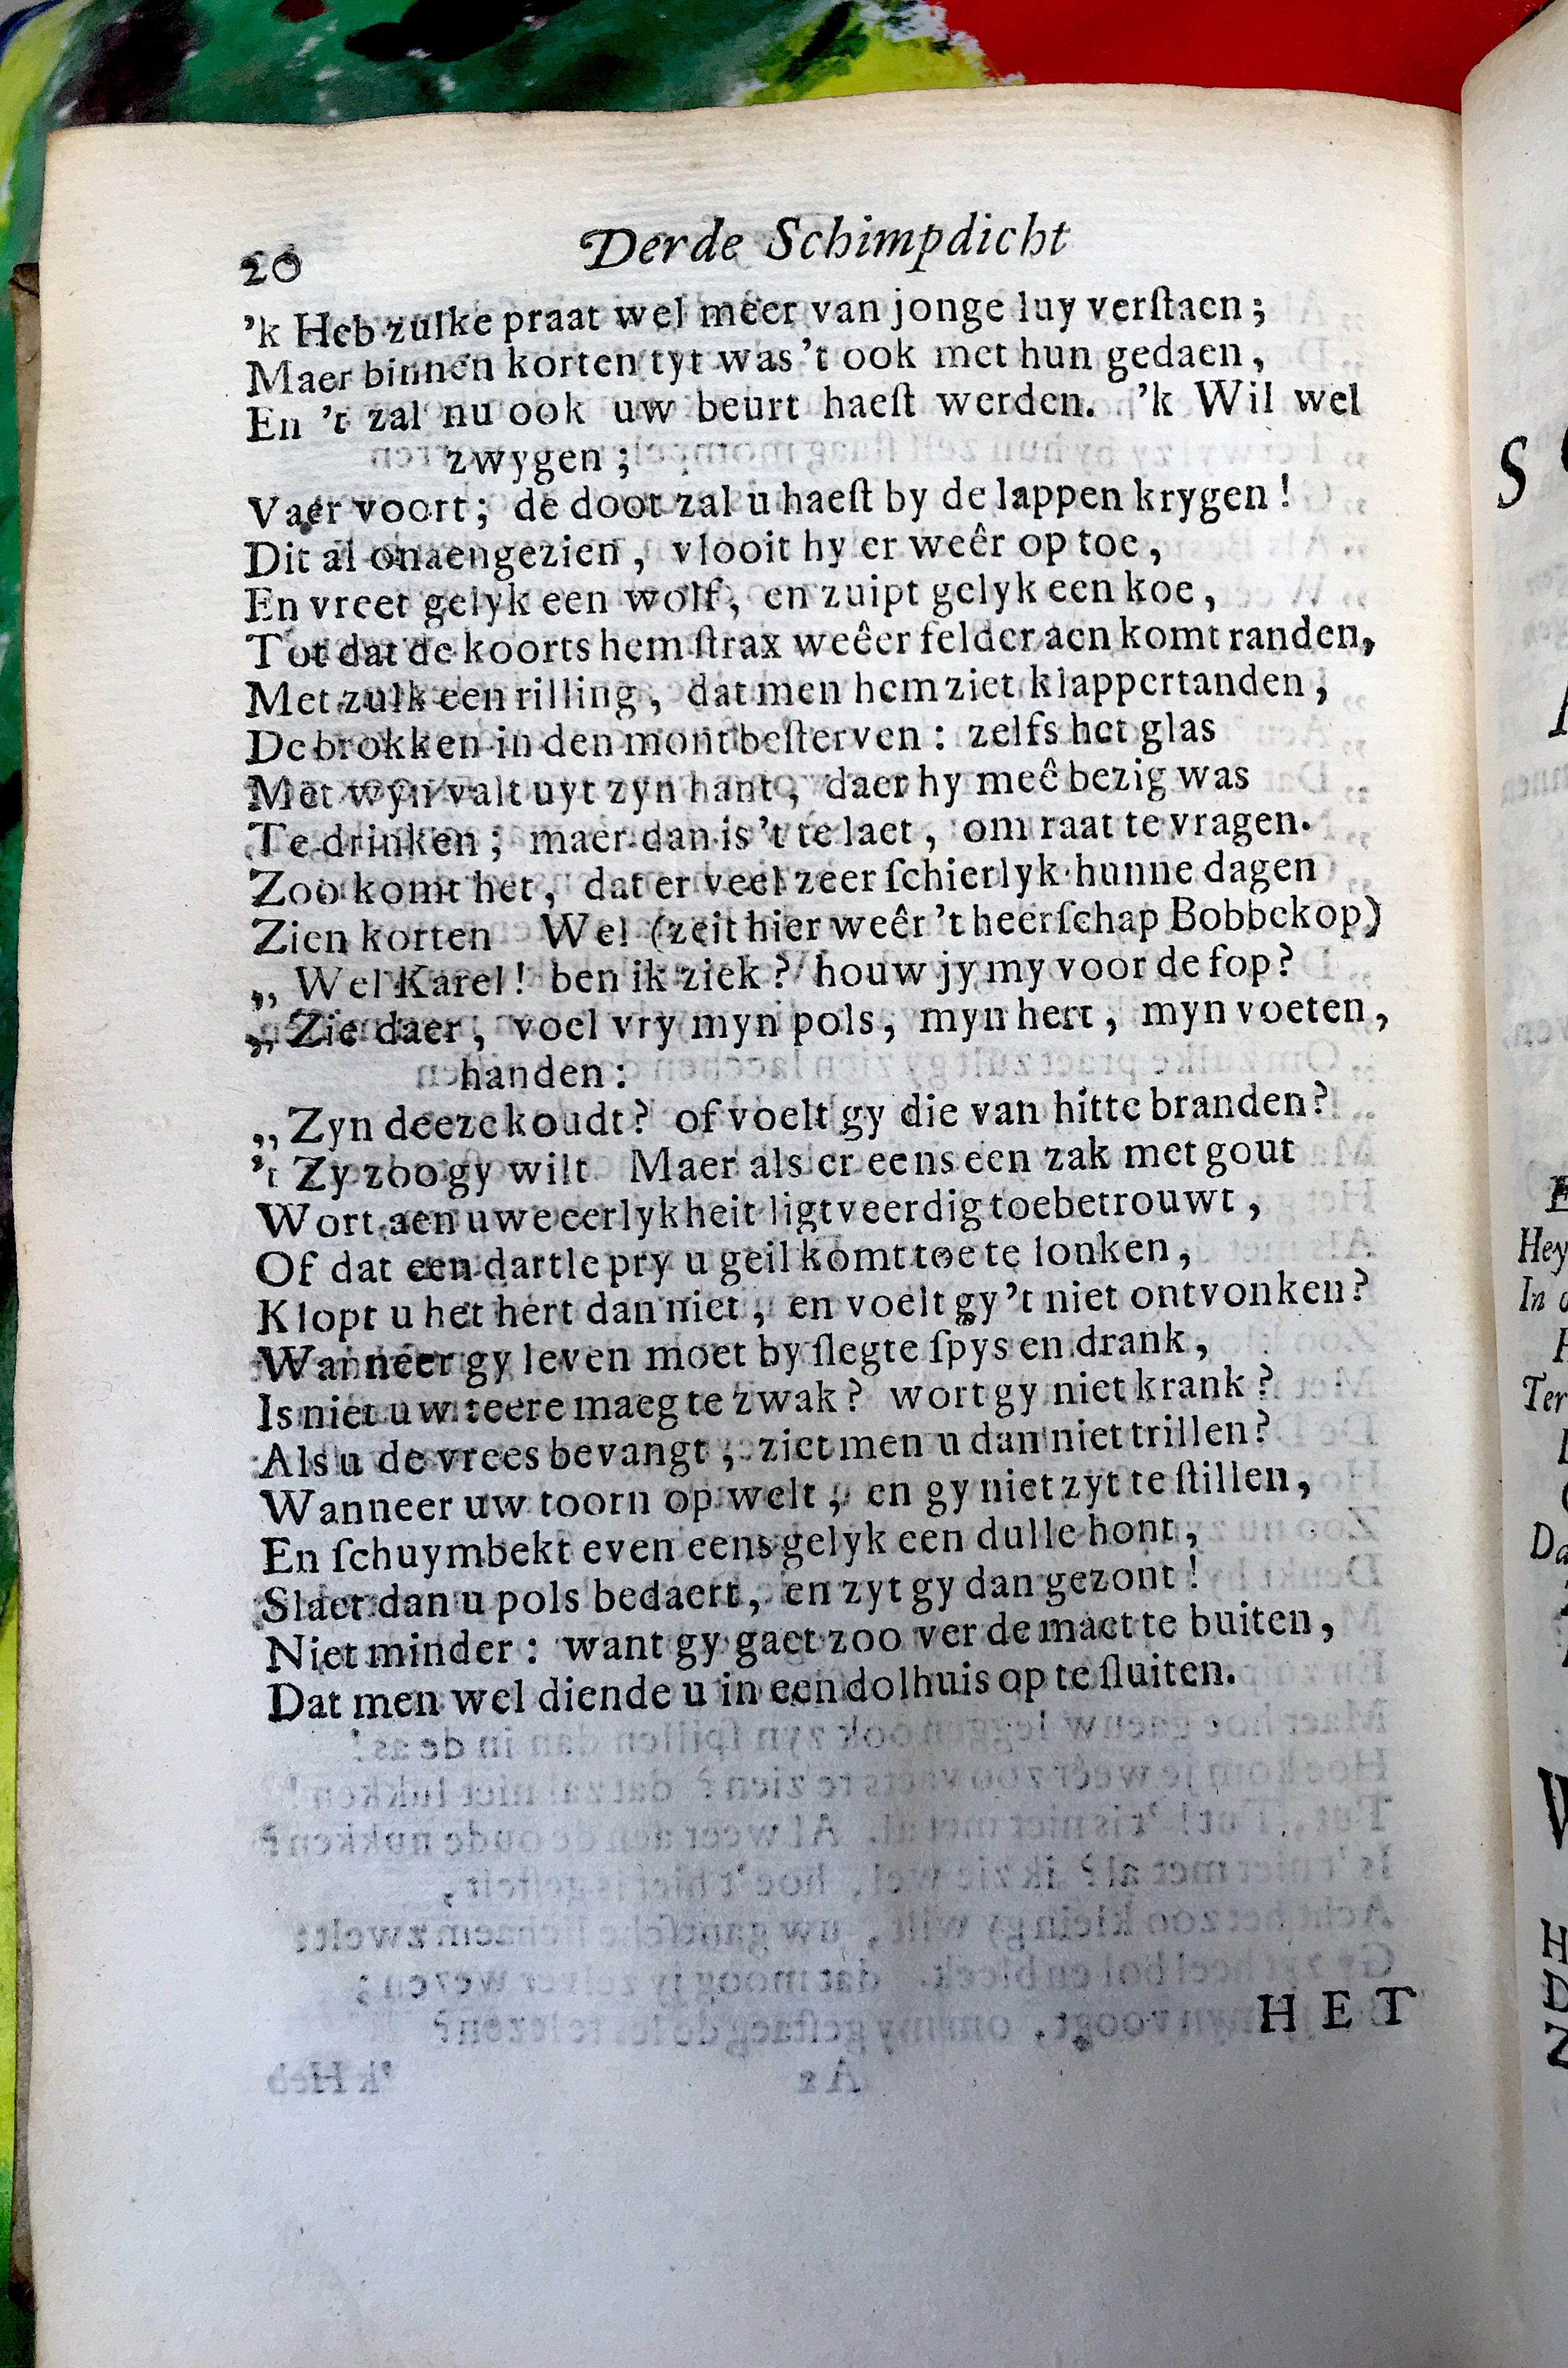 20 Derde Schimpdicht
'k Heb zulke praat wel meer van jonge luy verſtaen;
Maer binnen korten tyt was 't ook met hun gedaen,
En 't zal nu ook uw beurt haeſt werden. 'k Wil wel
zwygen;
Vaer voort; de doot zal u haeſt by de lappen krygen!
Dit al onaengezien, vlooit hy er weêr op toe,
En vreet gelyk een wolf, en zuipt gelyk een koe,
Tot dat de koorts hem ſtrax weêer felder aen komt randen,
Met zulk een rilling, dat men hem ziet klappertanden,
De brokken in den mont beſterven: zelfs het glas
Met wyn valt uyt zyn hant, daer hy meê bezig was
Te drinken; maer dan is 't te laet, om raat te vragen.
Zoo komt het, dat er veel zeer ſchierlyk hunne dagen
Zien korten Wel (zeit hier weêr 't heerſchap Bobbekop)
„ Wel Karel! ben ik ziek? houw jy my voor de fop?
„ Zie daer, voel vry myn pols, myn hert, myn voeten,
handen:
„ Zyn deeze koudt? of voelt gy die van hitte branden?
't Zy zoo gy wilt Maer als er eens een zak met gout
Wort aen uwe eerlykheit ligtveerdig toebetrouwt,
Of dat een dartle pry u geil komt toe te lonken,
Klopt u het hert dan niet, en voelt gy 't niet ontvonken?
Wanneer gy leven moet by ſlegte ſpys en drank,
Is niet uw teere maeg te zwak? wort gy niet krank?
Als u de vrees bevangt, ziet men u dan niet trillen?
Wanneer uw toorn op welt, en gy niet zyt te ſtillen,
En ſchuymbekt even eens gelyk een dulle hont,
Slaet dan u pols bedaert, en zyt gy dan gezont!
Niet minder: want gy gaet zoo ver de maet te buiten,
Dat men wel diende u in een dolhuis op te ſluiten.
HET